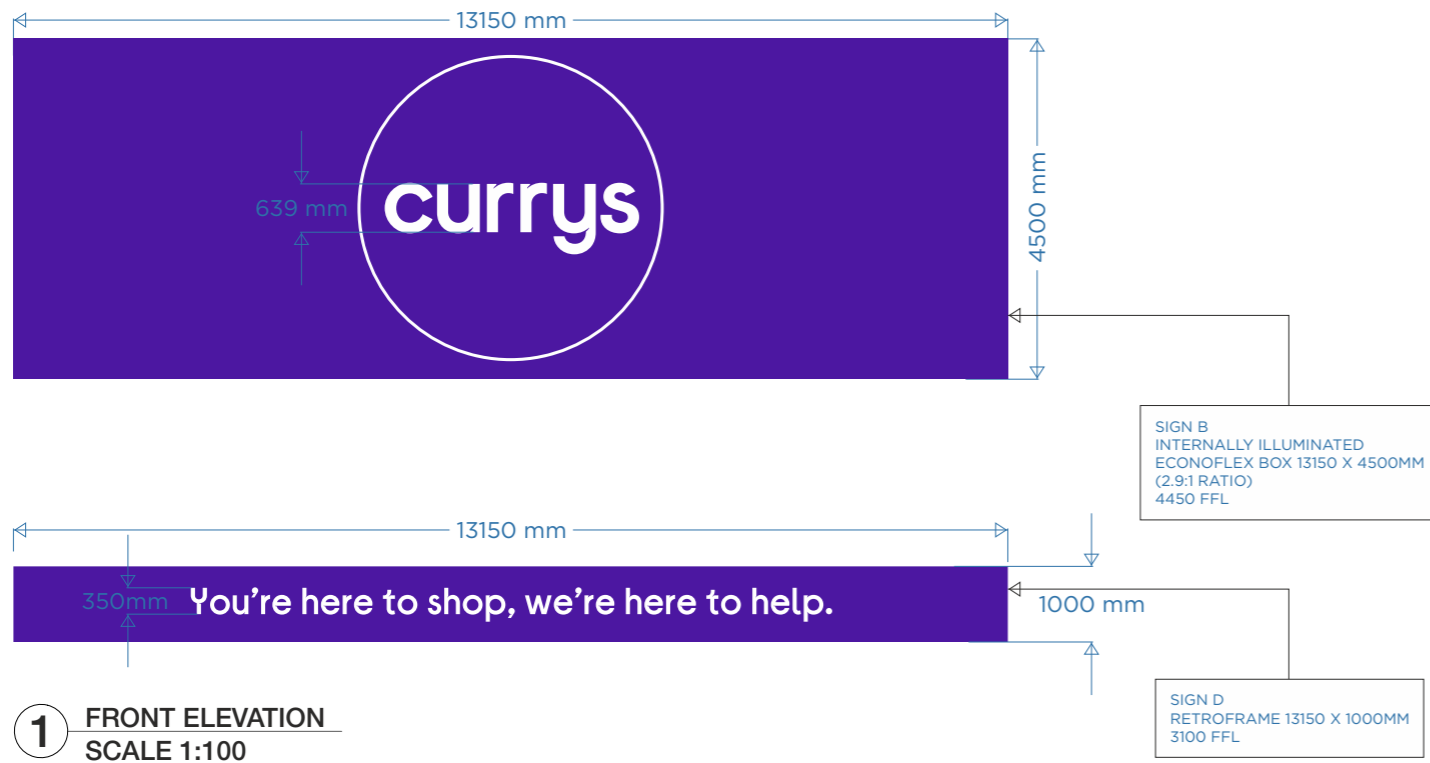 13150 mm
currys
639 mm
4500 mm
SIGN B
INTERNALLY ILLUMINATED
ECONOFLEX BOX 13150 X 4500MM
(2.9:1 RATIO)
4450 FFL
13150 mm
350mm
You're here to shop, we're here to help.
1000 mm
SIGN D
RETROFRAME 13150 X 1000MM
3100 FFL
1
FRONT ELEVATION
SCALE 1:100